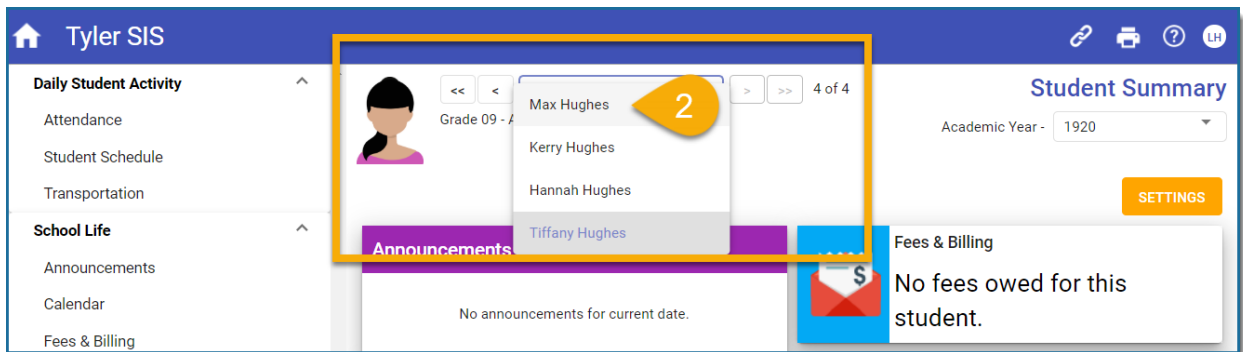 Tyler SIS
LH
Daily Student Activity
Attendance
Student Schedule
Transportation
School Life
Announcements
Calendar
Fees & Billing
<< < > >> 4 of 4
Grade 09 - A
Max Hughes
2
Kerry Hughes
Hannah Hughes
Tiffany Hughes
Student Summary
Academic Year - 1920
SETTINGS
Announcements
No announcements for current date.
$
Fees & Billing
No fees owed for this
student.